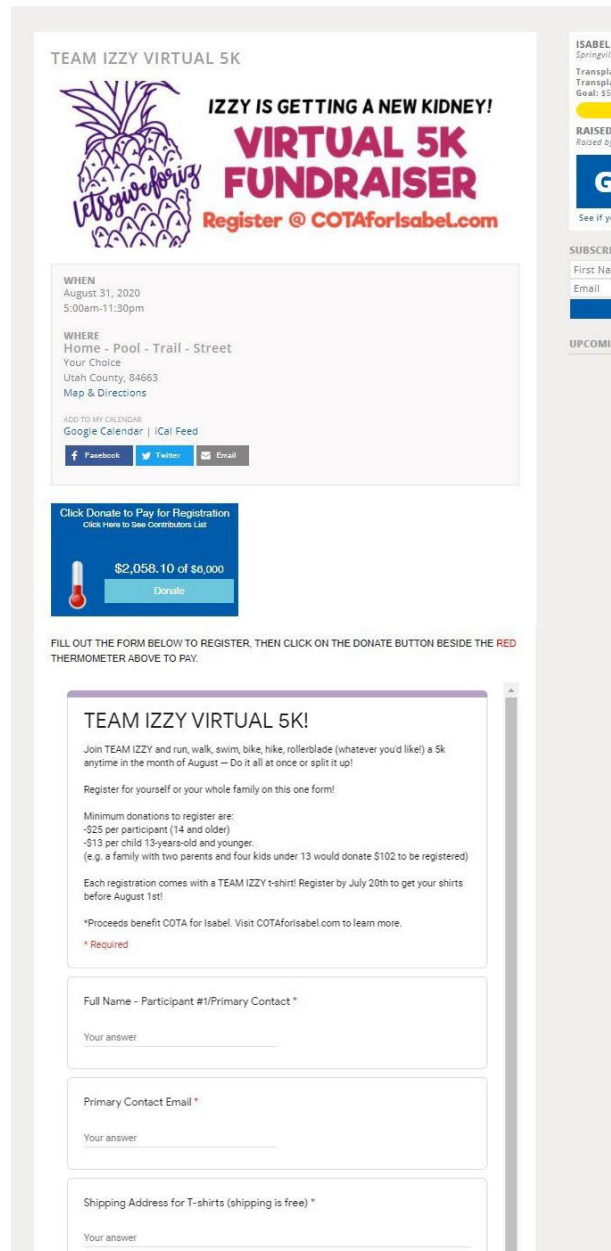 TEAM IZZY VIRTUAL 5K
letsgiveforiz
IZZY IS GETTING A NEW KIDNEY!
VIRTUAL 5K
FUNDRAISER
Register @ COTAforIsabel.com
WHEN
August 31, 2020
5:00am-11:30pm
WHERE
Home - Pool - Trail - Street
Your Choice
Utah County, 84663
Map & Directions
ADD TO MY CALENDAR
Google Calendar | iCal Feed
Facebook Twitter Email
Click Donate to Pay for Registration
Click Here to See Contributors List
$2,058.10 of $6,000
Donate
FILL OUT THE FORM BELOW TO REGISTER, THEN CLICK ON THE DONATE BUTTON BESIDE THE RED
THERMOMETER ABOVE TO PAY.
TEAM IZZY VIRTUAL 5K!
Join TEAM IZZY and run, walk, swim, bike, hike, rollerblade (whatever you'd like!) a 5k
anytime in the month of August — Do it all at once or split it up!
Register for yourself or your whole family on this one form!
Minimum donations to register are:
-$25 per participant (14 and older)
-$13 per child 13-years-old and younger.
(e.g. a family with two parents and four kids under 13 would donate $102 to be registered)
Each registration comes with a TEAM IZZY t-shirt! Register by July 20th to get your shirts
before August 1st!
*Proceeds benefit COTA for Isabel. Visit COTAforIsabel.com to learn more.
* Required
Full Name - Participant #1/Primary Contact *
Your answer
Primary Contact Email *
Your answer
Shipping Address for T-shirts (shipping is free) *
Your answer
ISABEL
Springvil
Transpla
Transpla
Goal: $5
RAISED
Raised by
G
See if y
SUBSCRI
First Na
Email
UPCOMI